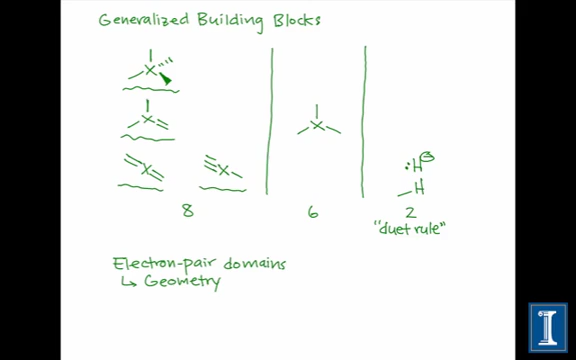 Generalized Building Blocks
X
X
X X
X
:H⊖
H
8 6 2
"duet rule"
Electron-pair domains
↳ Geometry
I